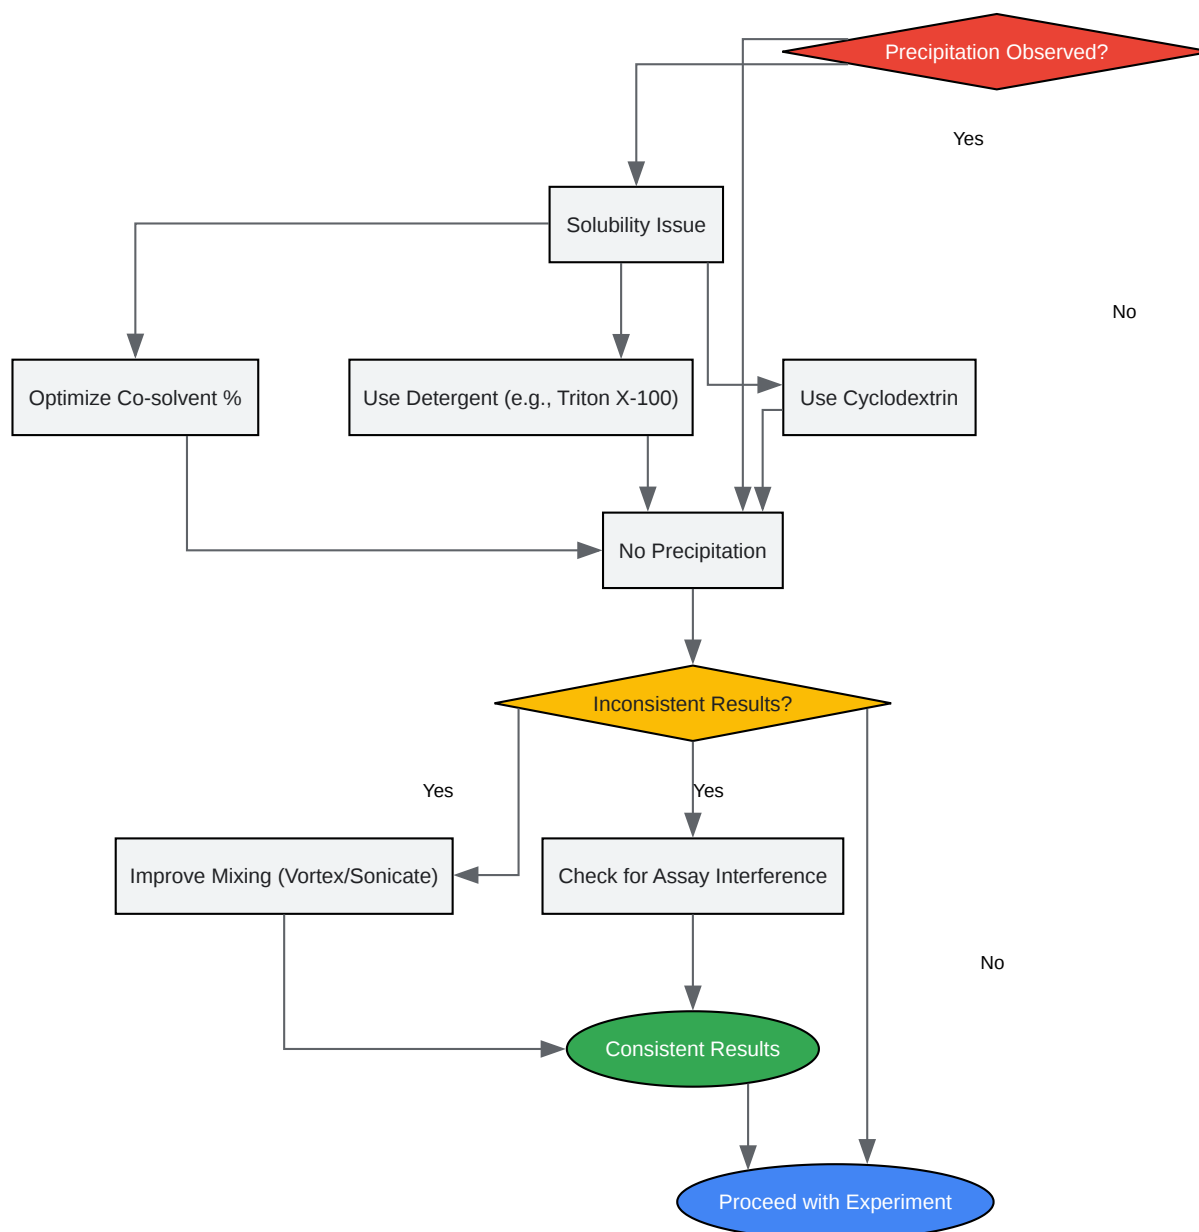 Precipitation Observed?
Yes
Solubility Issue
No
Optimize Co-solvent %
Use Detergent (e.g., Triton X-100)
Use Cyclodextrin
No Precipitation
Inconsistent Results?
Yes
Yes
Improve Mixing (Vortex/Sonicate)
Check for Assay Interference
No
Consistent Results
Proceed with Experiment